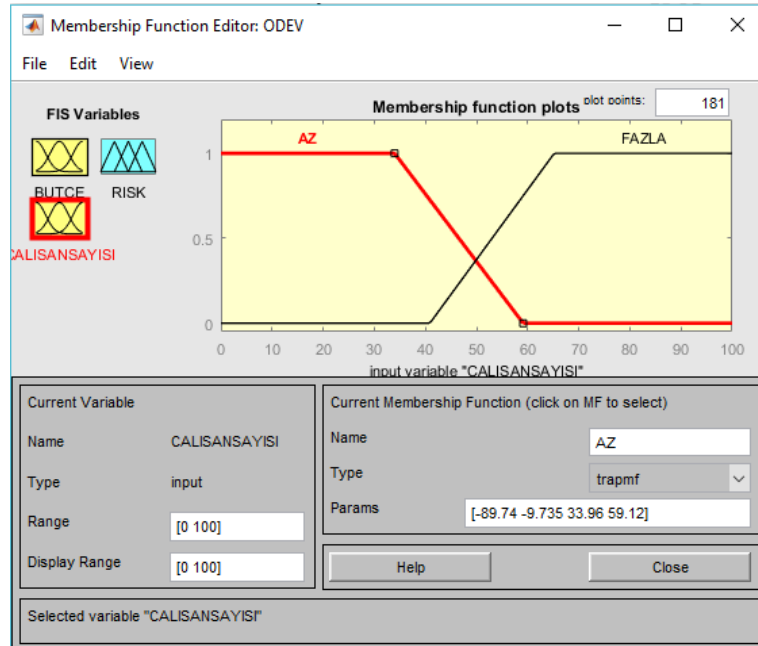 Membership Function Editor: ODEV
File Edit View
FIS Variables
BUTCE RISK
CALISANSAYISI
Membership function plots plot points: 181
AZ FAZLA
1
0.5
0
0 10 20 30 40 50 60 70 80 90 100
input variable "CALISANSAYISI"
Current Variable
Name CALISANSAYISI
Type input
Range [0 100]
Display Range [0 100]
Current Membership Function (click on MF to select)
Name AZ
Type trapmf
Params [-89.74 -9.735 33.96 59.12]
Help Close
Selected variable "CALISANSAYISI"